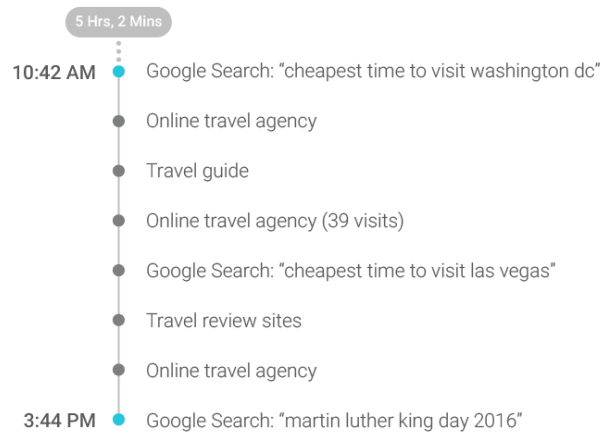 5 Hrs, 2 Mins
10:42 AM Google Search: “cheapest time to visit washington dc”
Online travel agency
Travel guide
Online travel agency (39 visits)
Google Search: “cheapest time to visit las vegas”
Travel review sites
Online travel agency
3:44 PM Google Search: “martin luther king day 2016”